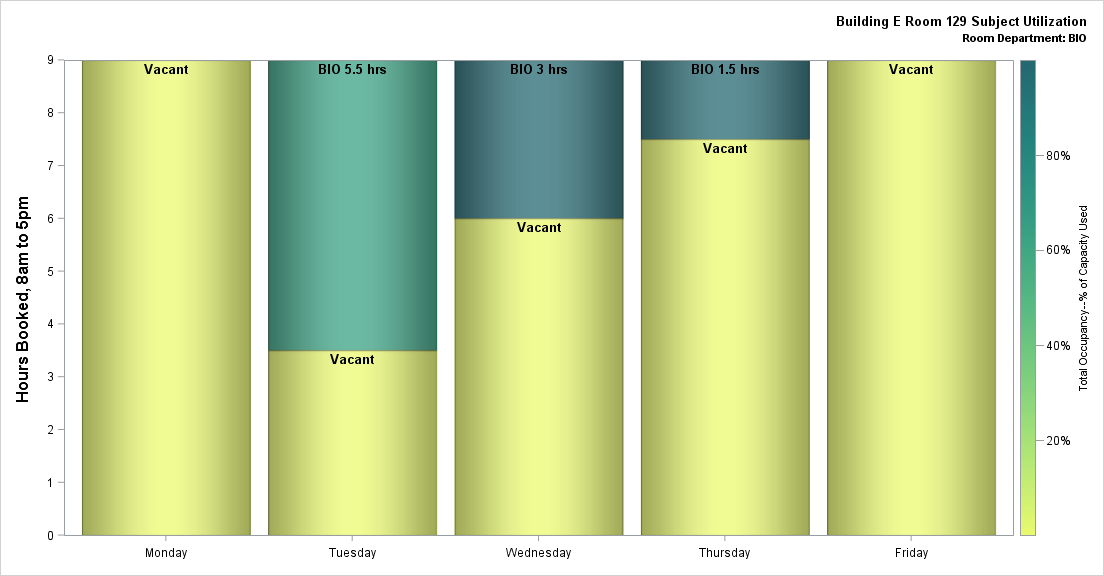 Building E Room 129 Subject Utilization
Room Department: BIO
Hours Booked, 8am to 5pm
9
8
7
6
5
4
3
2
1
0
Vacant
BIO 5.5 hrs
BIO 3 hrs
BIO 1.5 hrs
Vacant
Vacant
Vacant
Vacant
Monday
Tuesday
Wednesday
Thursday
Friday
80%
60%
40%
20%
Total Occupancy--% of Capacity Used